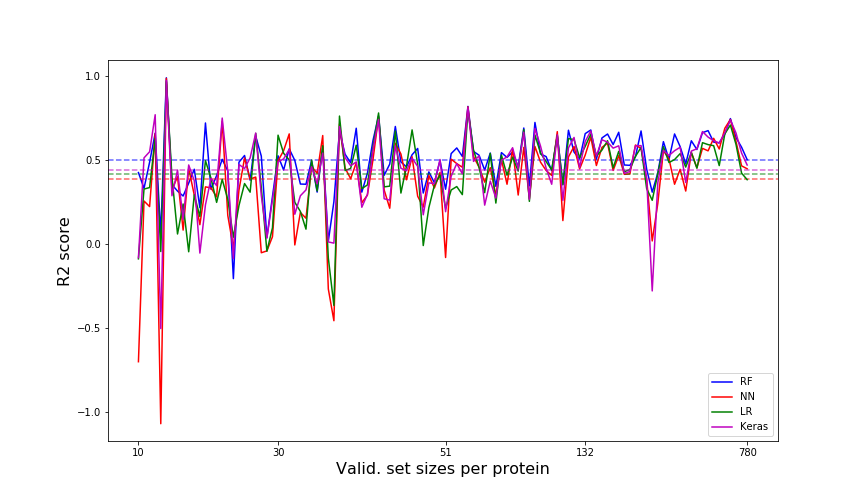 1.0
0.5
0.0
−0.5
−1.0
R2 score
10
30
51
132
780
Valid. set sizes per protein
RF
NN
LR
Keras